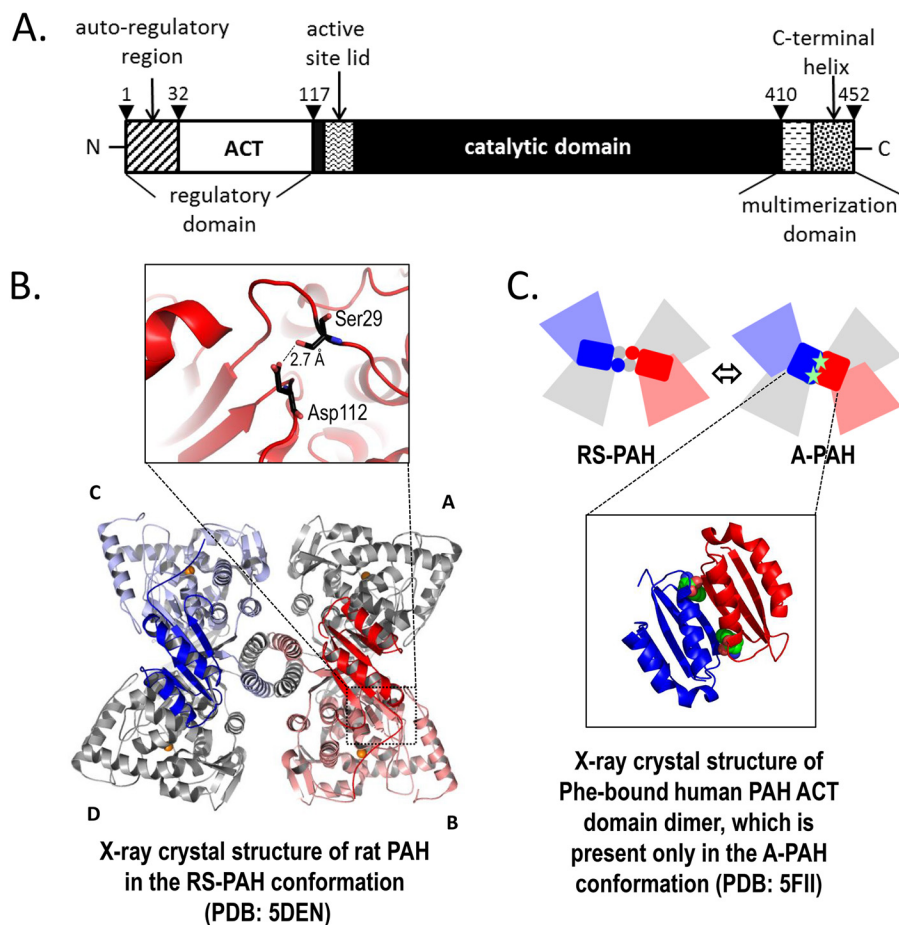 A.
auto-regulatory
region
active
site lid
C-terminal
helix
1
32
117
410
452
N
ACT
catalytic domain
C
regulatory
domain
multimerization
domain
B.
Ser29
2.7 Å
Asp112
C
A
D
B
X-ray crystal structure of rat PAH
in the RS-PAH conformation
(PDB: 5DEN)
C.
RS-PAH
A-PAH
X-ray crystal structure of
Phe-bound human PAH ACT
domain dimer, which is
present only in the A-PAH
conformation (PDB: 5FII)